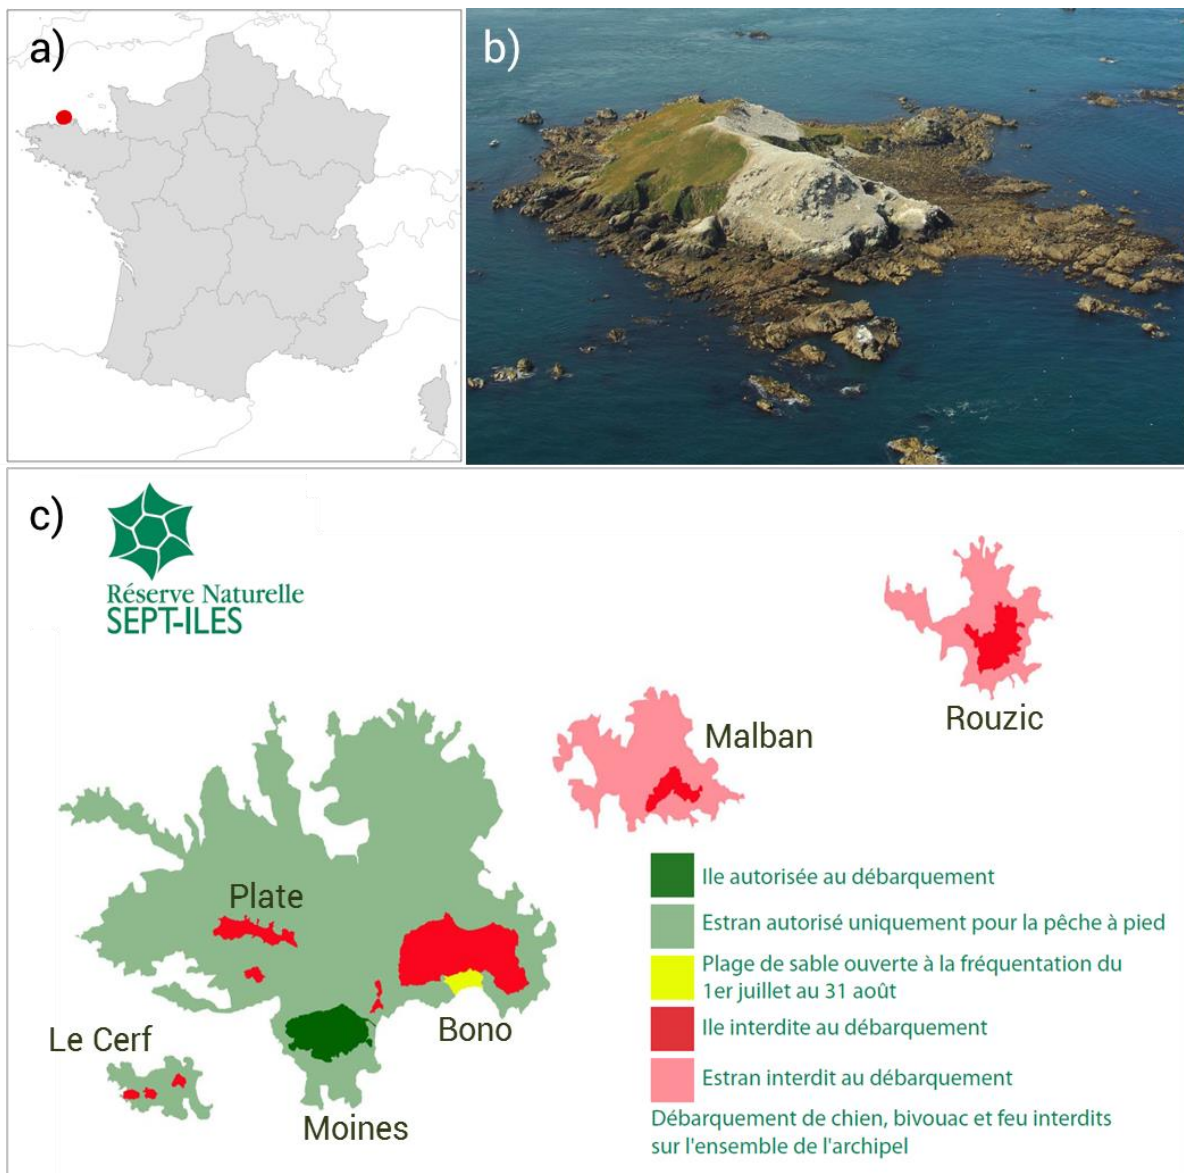 a)
b)
c)
Réserve Naturelle
SEPT-ILES
Rouzic
Malban
Plate
Bono
Le Cerf
Moines
Ile autorisée au débarquement
Estran autorisé uniquement pour la pêche à pied
Plage de sable ouverte à la fréquentation du
1er juillet au 31 août
Ile interdite au débarquement
Estran interdit au débarquement
Débarquement de chien, bivouac et feu interdits
sur l'ensemble de l'archipel